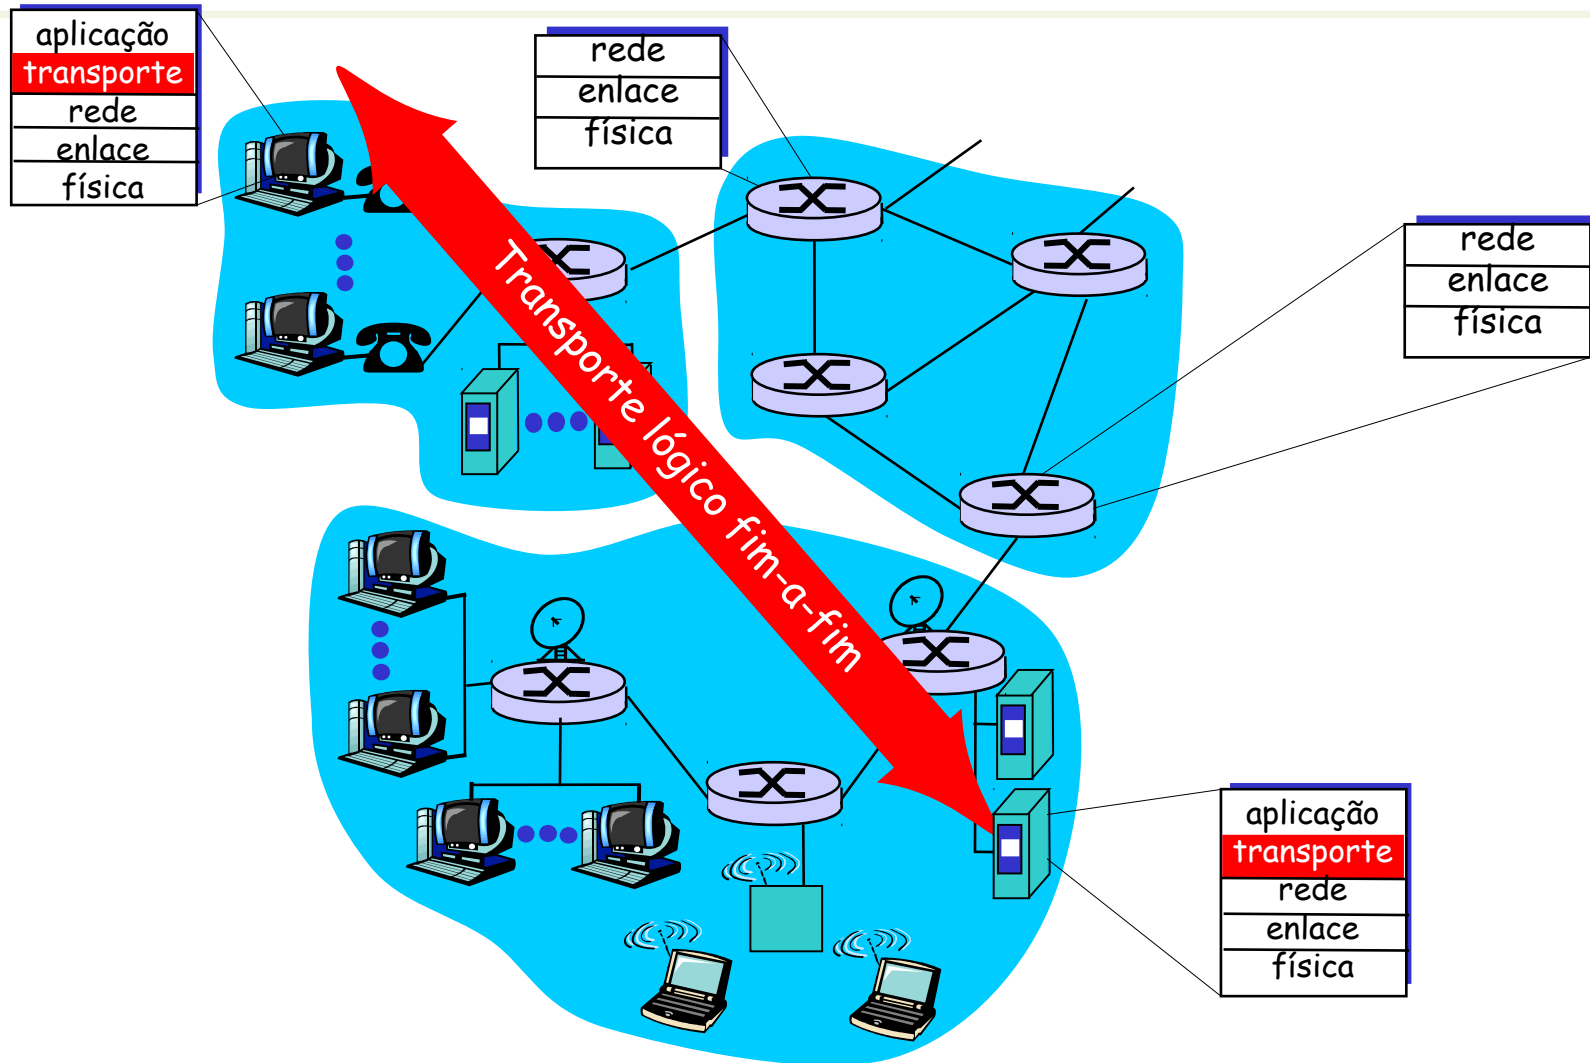 aplicação
transporte
rede
enlace
física
rede
enlace
física
rede
enlace
física
Transporte lógico fim-a-fim
aplicação
transporte
rede
enlace
física